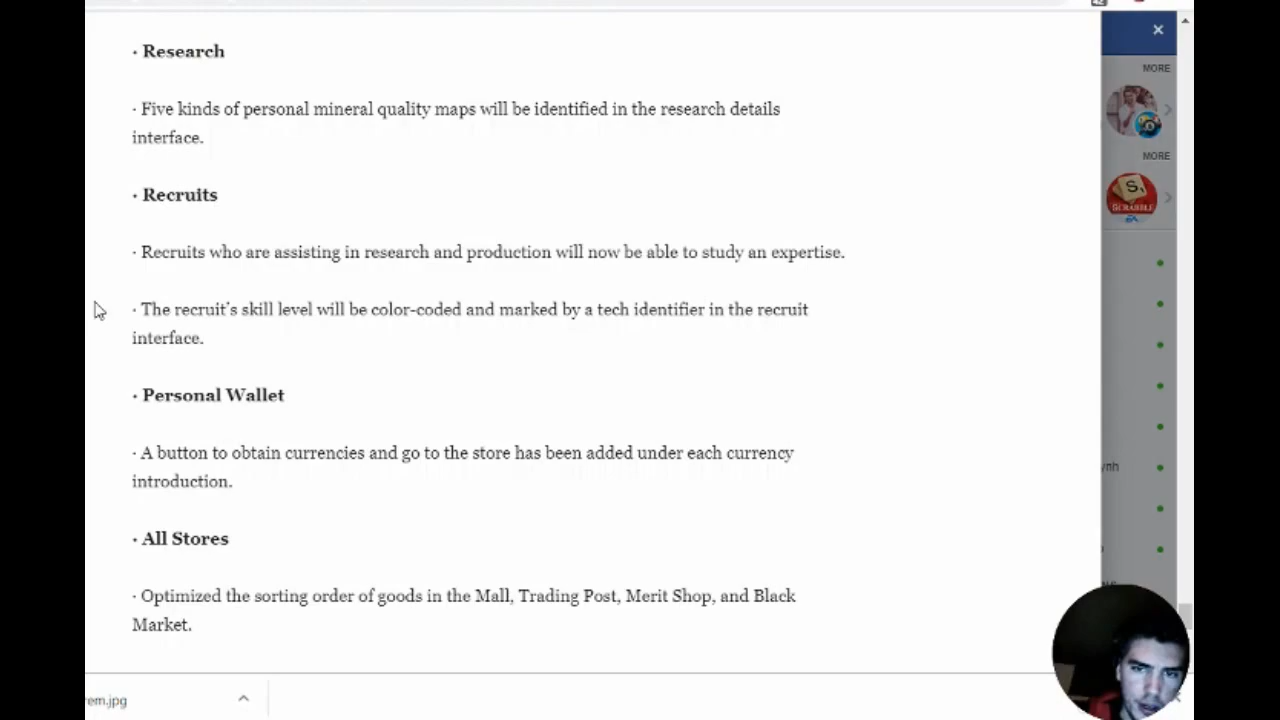 · Research
· Five kinds of personal mineral quality maps will be identified in the research details
interface.
· Recruits
· Recruits who are assisting in research and production will now be able to study an expertise.
· The recruit's skill level will be color-coded and marked by a tech identifier in the recruit
interface.
· Personal Wallet
· A button to obtain currencies and go to the store has been added under each currency
introduction.
· All Stores
· Optimized the sorting order of goods in the Mall, Trading Post, Merit Shop, and Black
Market.
MORE
MORE
S
SCRABBLE
EA
ynh
rem.jpg